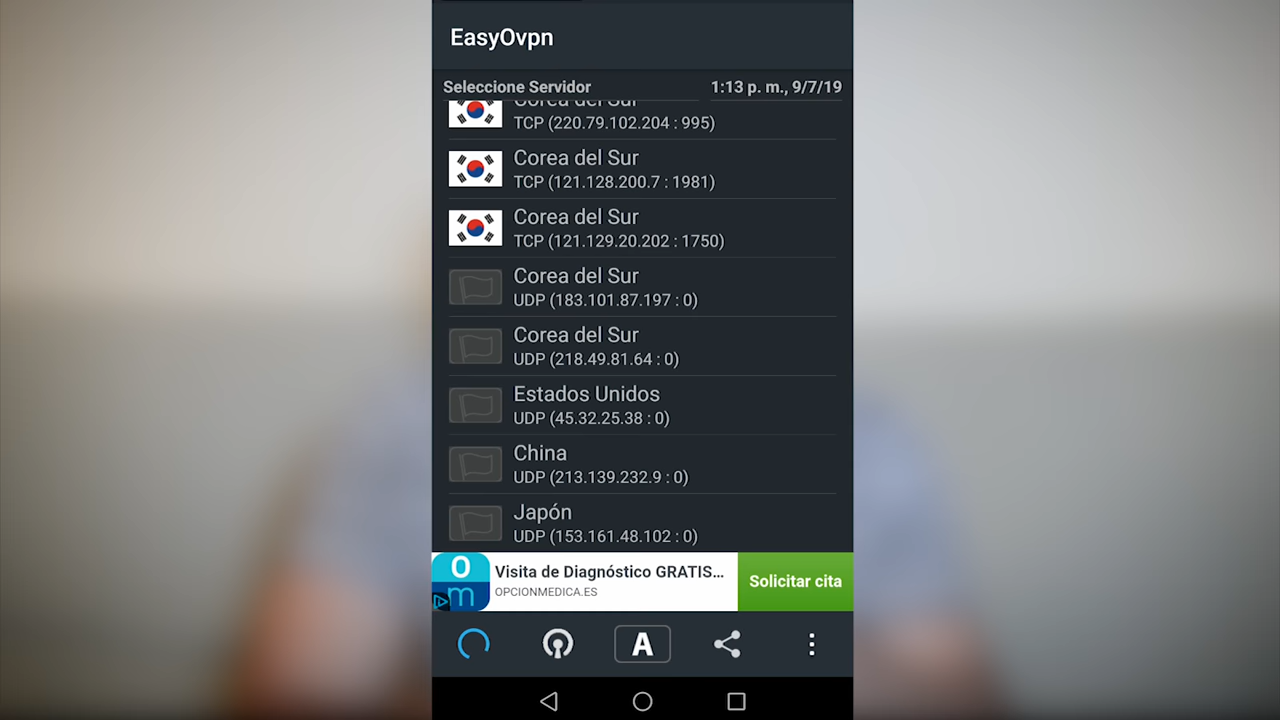 EasyOvpn
Seleccione Servidor 1:13 p. m., 9/7/19
Corea del Sur
TCP (220.79.102.204 : 995)
Corea del Sur
TCP (121.128.200.7 : 1981)
Corea del Sur
TCP (121.129.20.202 : 1750)
Corea del Sur
UDP (183.101.87.197 : 0)
Corea del Sur
UDP (218.49.81.64 : 0)
Estados Unidos
UDP (45.32.25.38 : 0)
China
UDP (213.139.232.9 : 0)
Japón
UDP (153.161.48.102 : 0)
O
m
Visita de Diagnóstico GRATIS...
OPCIONMEDICA.ES
Solicitar cita
A